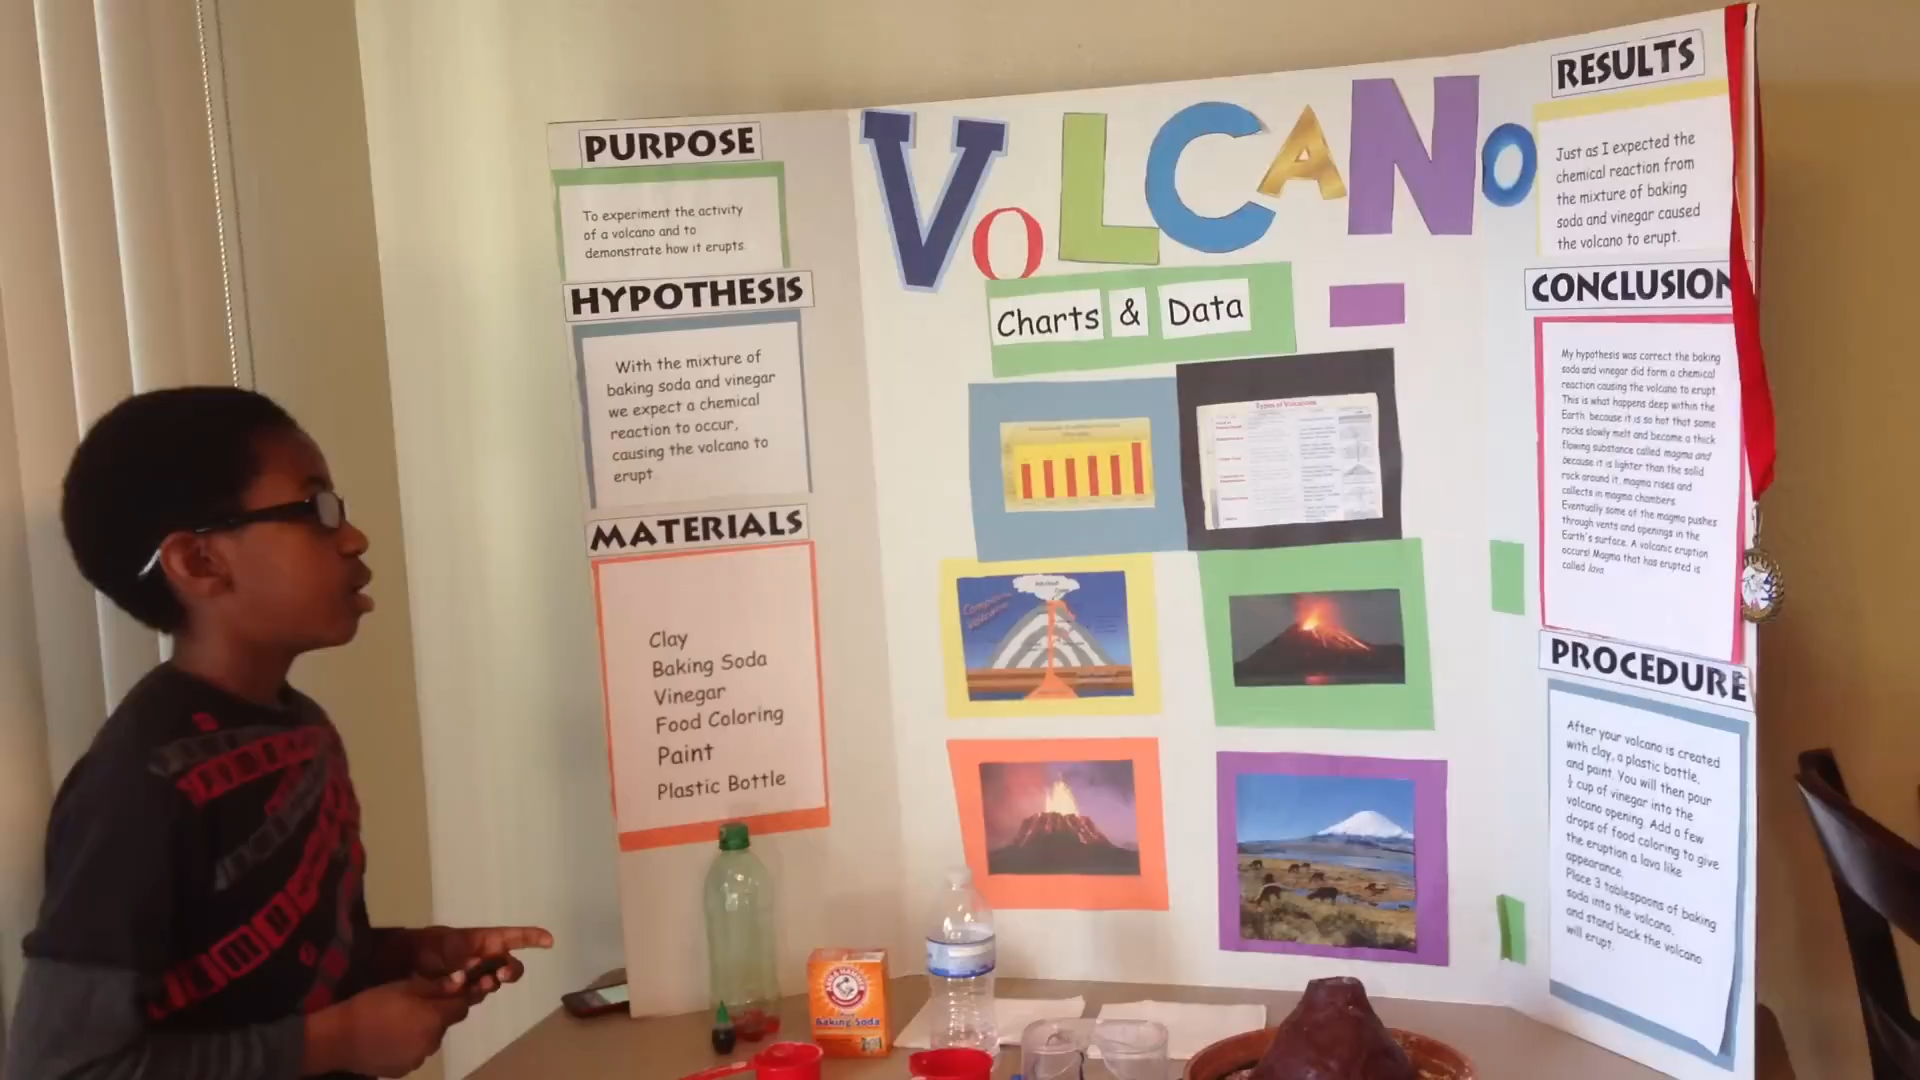 PURPOSE
To experiment the activity
of a volcano and to
demonstrate how it erupts.
HYPOTHESIS
With the mixture of
baking soda and vinegar
we expect a chemical
reaction to occur,
causing the volcano to
erupt
MATERIALS
Clay
Baking Soda
Vinegar
Food Coloring
Paint
Plastic Bottle
VOLCANO
Charts & Data
Types of Volcanoes
Composite
Volcano
RESULTS
Just as I expected the
chemical reaction from
the mixture of baking
soda and vinegar caused
the volcano to erupt.
CONCLUSION
My hypothesis was correct the baking
soda and vinegar did form a chemical
reaction causing the volcano to erupt.
This is what happens deep within the
Earth because it is so hot that some
rocks slowly melt and become a thick
flowing substance called magma and
because it is lighter than the solid
rock around it, magma rises and
collects in magma chambers.
Eventually some of the magma pushes
through vents and openings in the
Earth's surface. A volcanic eruption
occurs! Magma that has erupted is
called lava
PROCEDURE
After your volcano is created
with clay, a plastic bottle,
and paint. You will then pour
½ cup of vinegar into the
volcano opening. Add a few
drops of food coloring to give
the eruption a lava like
appearance.
Place 3 tablespoons of baking
soda into the volcano,
and stand back the volcano
will erupt.
ARM & HAMMER
Baking Soda